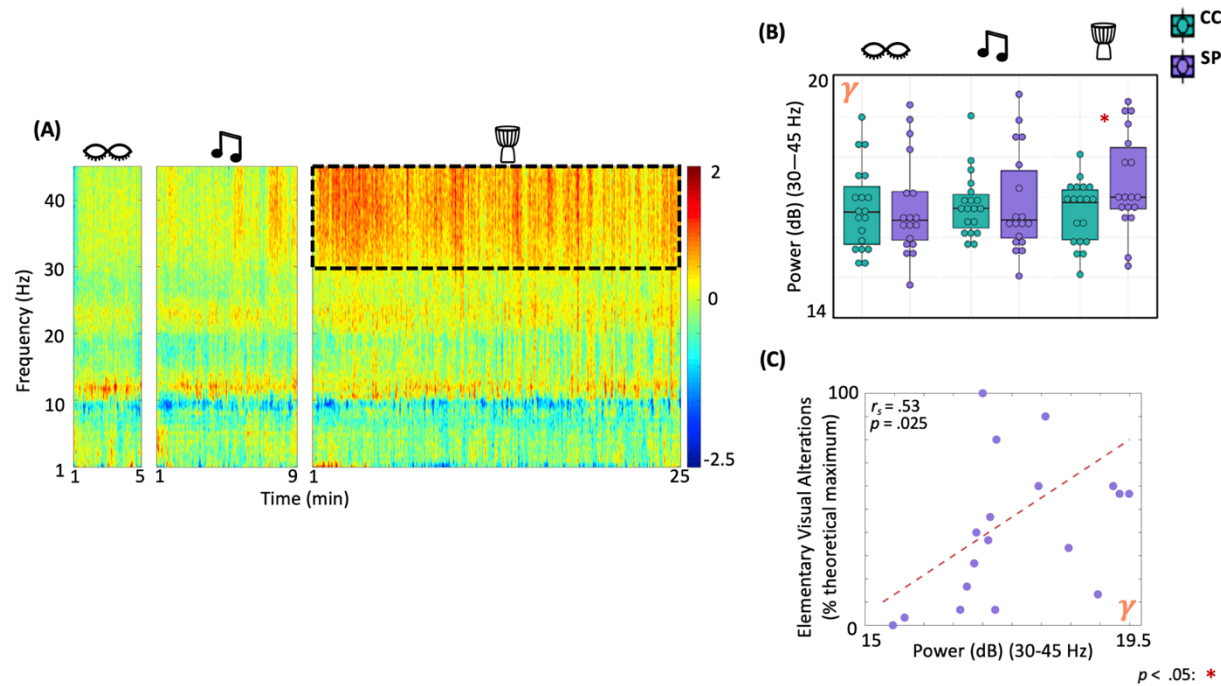 (A)
Frequency (Hz)
40
30
20
10
1
1
5
1
9
1
25
Time (min)
2
0
-2.5
(B)
CC
SP
γ
*
Power (dB) (30—45 Hz)
20
14
(C)
r_s = .53
p = .025
Elementary Visual Alterations
(% theoretical maximum)
100
0
15
19.5
γ
Power (dB) (30-45 Hz)
p < .05: *